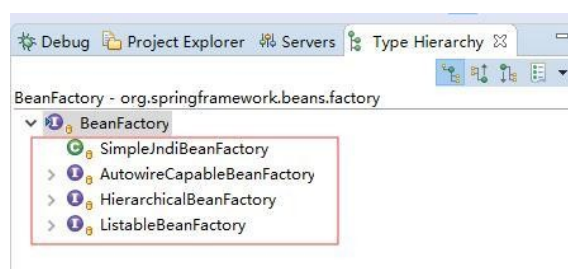 Debug Project Explorer Servers Type Hierarchy
BeanFactory - org.springframework.beans.factory
BeanFactory
SimpleJndiBeanFactory
AutowireCapableBeanFactory
HierarchicalBeanFactory
ListableBeanFactory